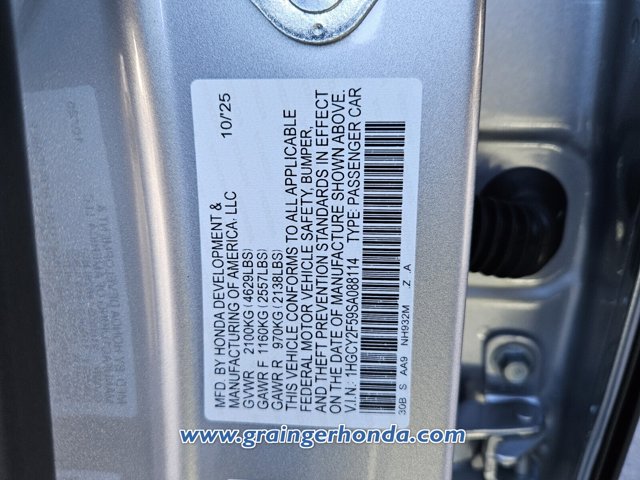 MFD. BY HONDA DEVELOPMENT & 10/'25
MANUFACTURING OF AMERICA, LLC
GVWR 2100KG(4629LBS)
GAWR F 1160KG(2557LBS)
GAWR R 970KG(2138LBS)
THIS VEHICLE CONFORMS TO ALL APPLICABLE
FEDERAL MOTOR VEHICLE SAFETY, BUMPER,
AND THEFT PREVENTION STANDARDS IN EFFECT
ON THE DATE OF MANUFACTURE SHOWN ABOVE.
V.I.N.: 1HGCY2F59SA088114 TYPE: PASSENGER CAR
30B S AA9 NH932M Z A
www.graingerhonda.com